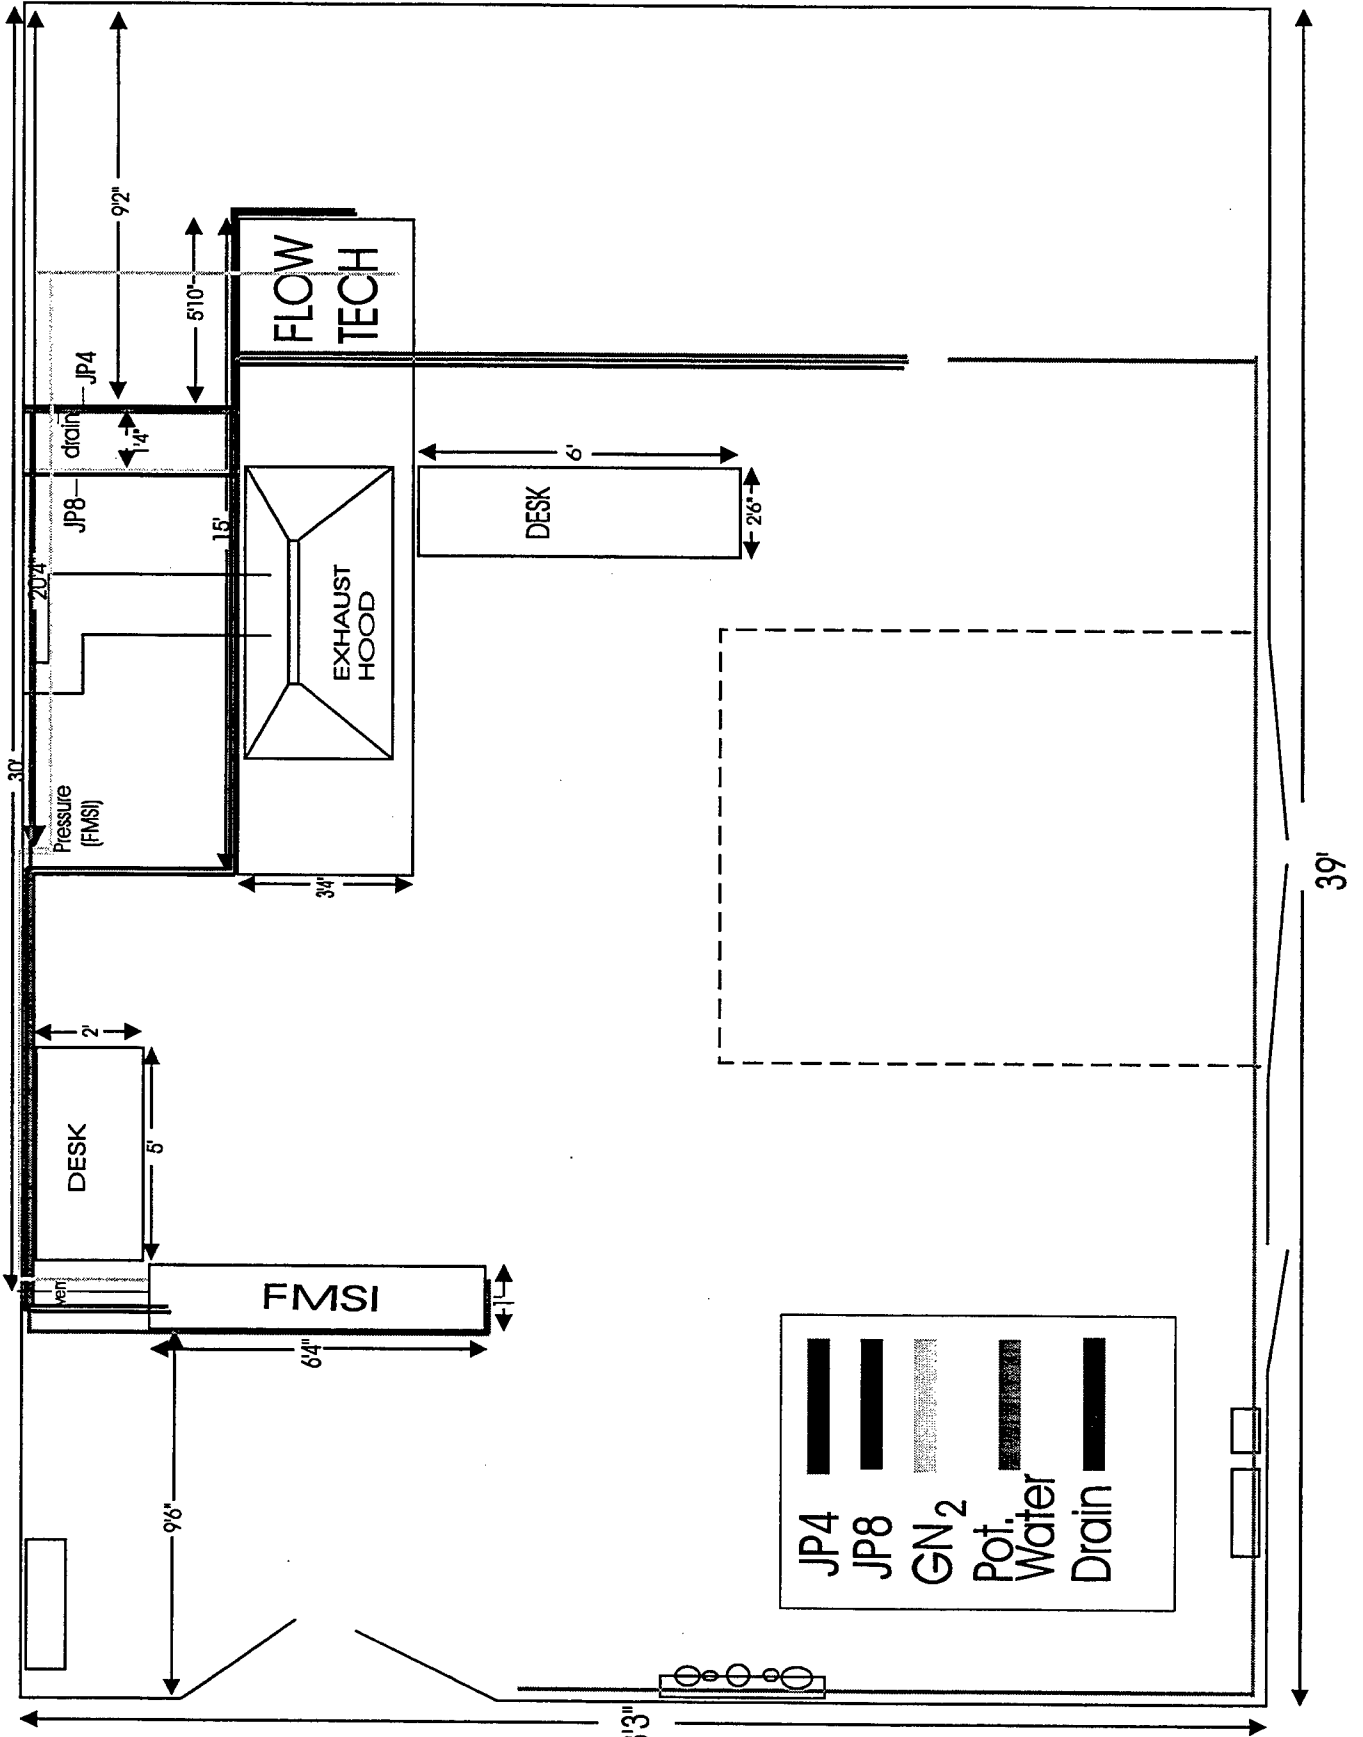 30'
20'4"
9'2"
5'10"
JP4
drain
1'4"
JP8
15'
FLOW
TECH
Pressure
(FMSI)
EXHAUST
HOOD
3'4"
DESK
6'
2'6"
DESK
2'
5'
FMSI
6'4"
1'
9'6"
39'
JP4
JP8
GN2
Pot.
Water
Drain